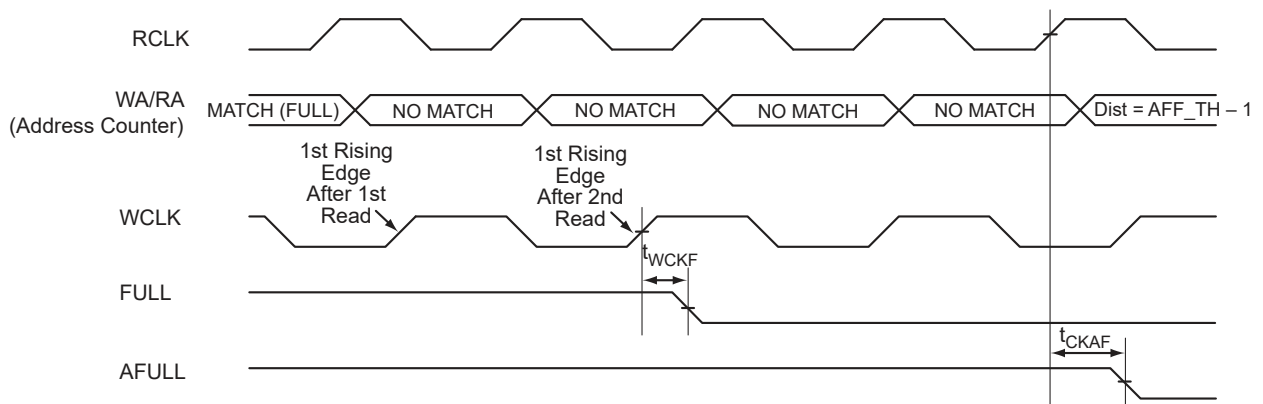 RCLK
WA/RA
(Address Counter)
MATCH (FULL)
NO MATCH
NO MATCH
NO MATCH
NO MATCH
Dist = AFF_TH – 1
1st Rising
Edge
After 1st
Read
1st Rising
Edge
After 2nd
Read
WCLK
tWCKF
FULL
tCKAF
AFULL